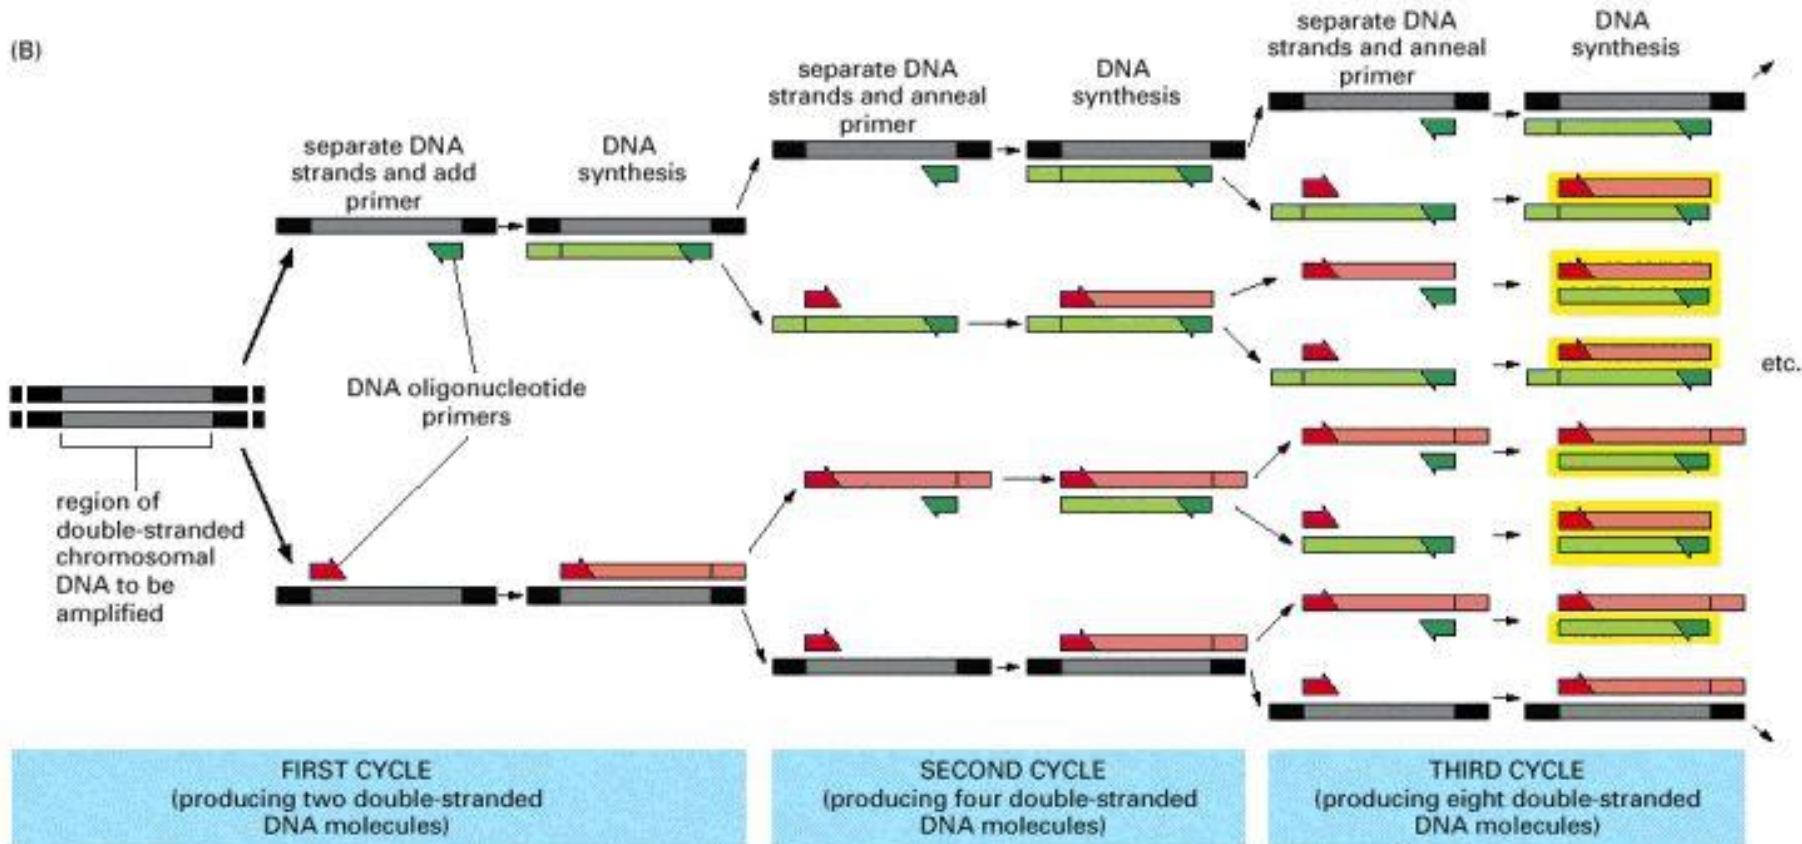 (B)
separate DNA
strands and add
primer
DNA
synthesis
separate DNA
strands and anneal
primer
DNA
synthesis
separate DNA
strands and anneal
primer
DNA
synthesis
DNA oligonucleotide
primers
region of
double-stranded
chromosomal
DNA to be
amplified
etc.
FIRST CYCLE
(producing two double-stranded
DNA molecules)
SECOND CYCLE
(producing four double-stranded
DNA molecules)
THIRD CYCLE
(producing eight double-stranded
DNA molecules)